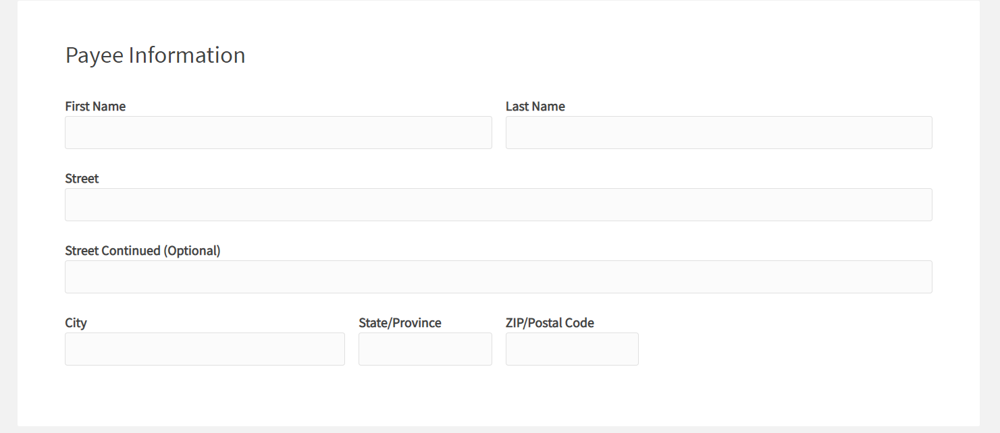 Payee Information
First Name Last Name
Street
Street Continued (Optional)
City State/Province ZIP/Postal Code